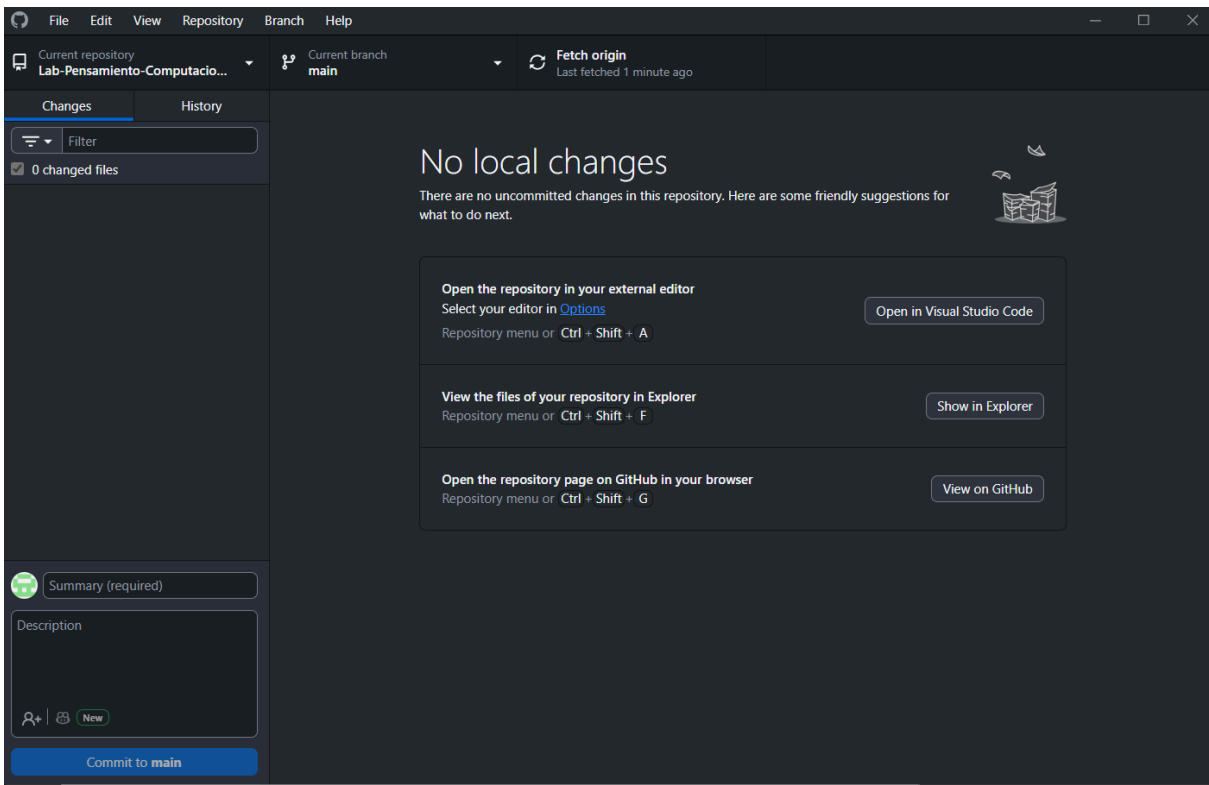 File Edit View Repository Branch Help
Current repository
Lab-Pensamiento-Computacio...
Current branch
main
Fetch origin
Last fetched 1 minute ago
Changes History
Filter
0 changed files
No local changes
There are no uncommitted changes in this repository. Here are some friendly suggestions for
what to do next.
Open the repository in your external editor
Select your editor in Options
Repository menu or Ctrl + Shift + A
Open in Visual Studio Code
View the files of your repository in Explorer
Repository menu or Ctrl + Shift + F
Show in Explorer
Open the repository page on GitHub in your browser
Repository menu or Ctrl + Shift + G
View on GitHub
Summary (required)
Description
New
Commit to main